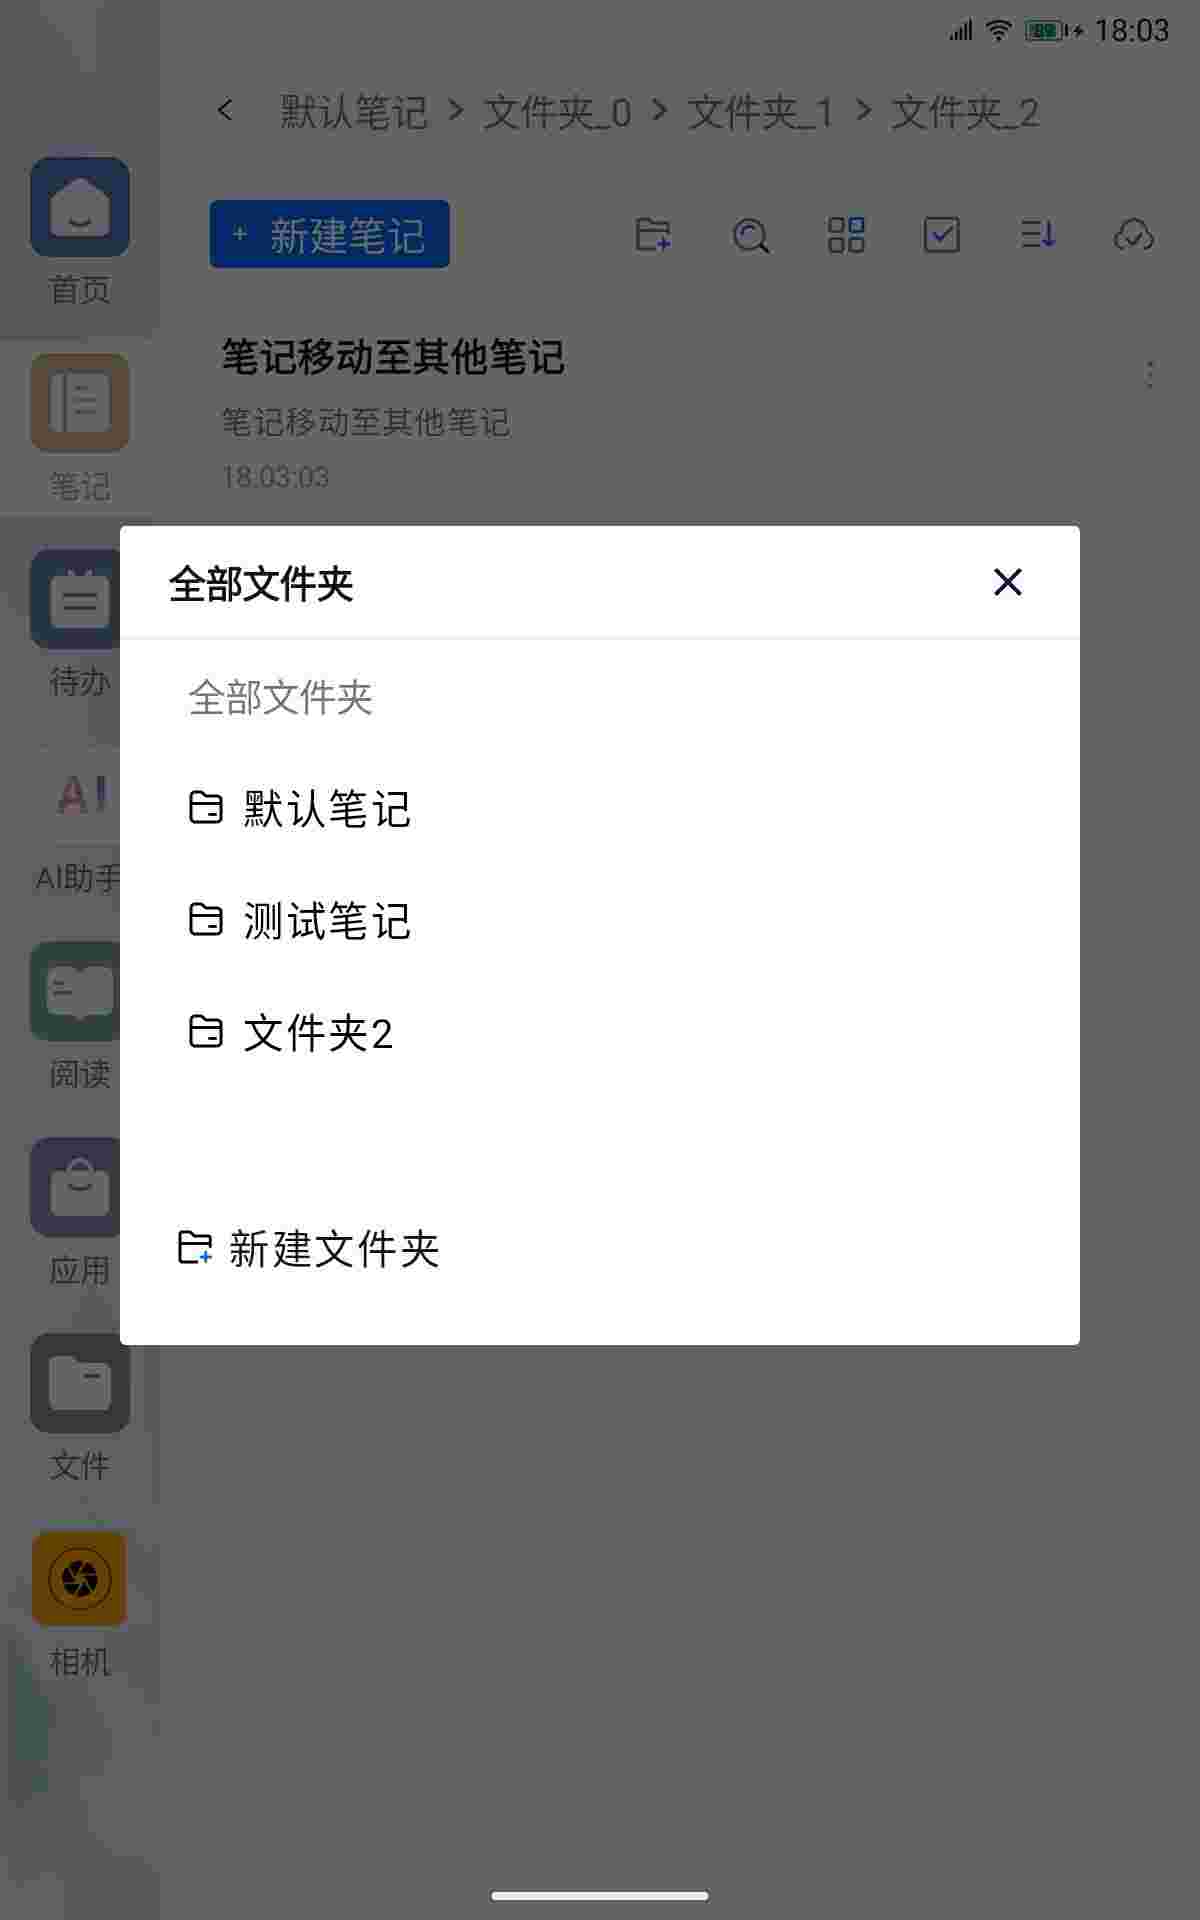 18:03
默认笔记 > 文件夹_0 > 文件夹_1 > 文件夹_2
+ 新建笔记
笔记移动至其他笔记
笔记移动至其他笔记
18:03:03
首页
笔记
待办
AI
AI助手
阅读
应用
文件
相机
全部文件夹
全部文件夹
默认笔记
测试笔记
文件夹2
新建文件夹